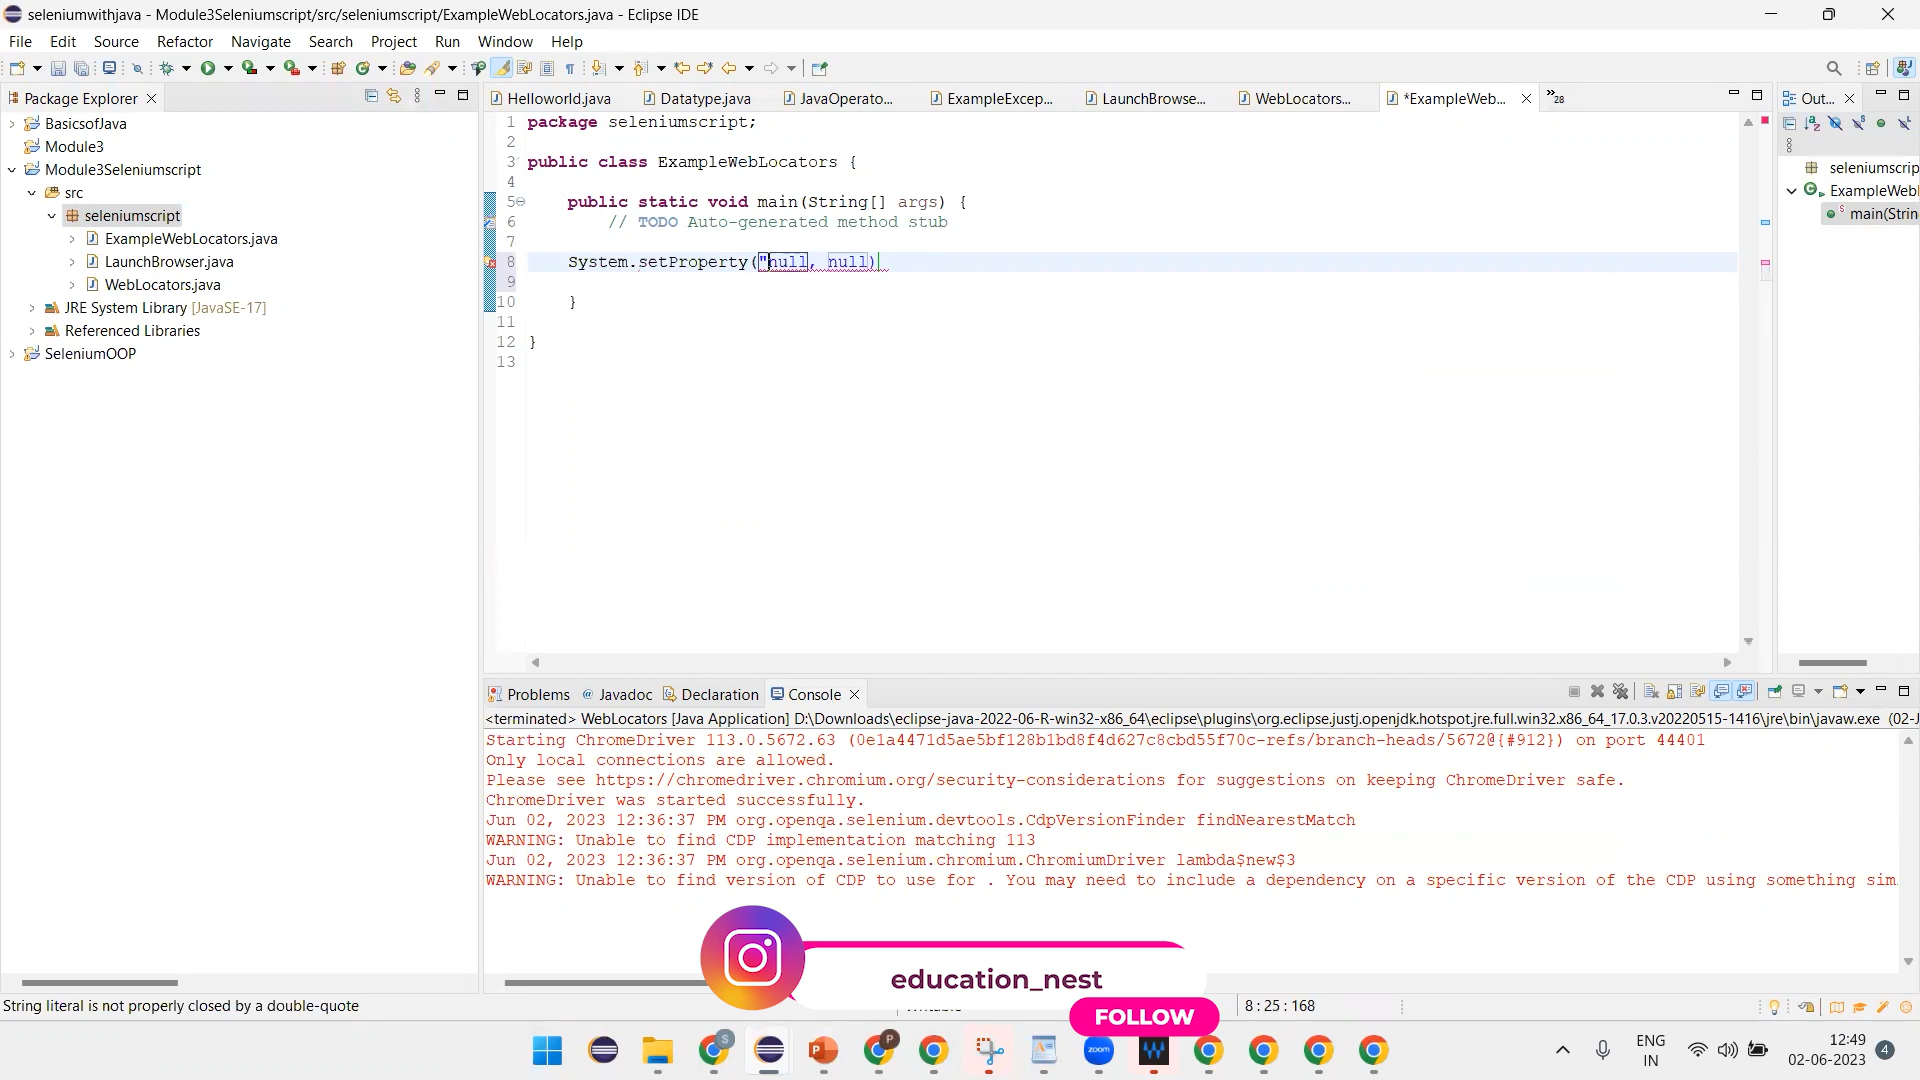 seleniumwithjava - Module3Seleniumscript/src/seleniumscript/ExampleWebLocators.java - Eclipse IDE
File Edit Source Refactor Navigate Search Project Run Window Help
Package Explorer
Helloworld.java Datatype.java JavaOperato... ExampleExcep... LaunchBrowse... WebLocators... *ExampleWeb... »28
Out...
BasicsofJava
Module3
Module3Seleniumscript
src
seleniumscript
ExampleWebLocators.java
LaunchBrowser.java
WebLocators.java
JRE System Library [JavaSE-17]
Referenced Libraries
SeleniumOOP
1 package seleniumscript;
2
3 public class ExampleWebLocators {
4
5 public static void main(String[] args) {
6 // TODO Auto-generated method stub
7
8 System.setProperty("null, null)
9
10 }
11
12 }
13
seleniumscrip
ExampleWebl
main(Strin
Problems @ Javadoc Declaration Console
<terminated> WebLocators [Java Application] D:\Downloads\eclipse-java-2022-06-R-win32-x86_64\eclipse\plugins\org.eclipse.justj.openjdk.hotspot.jre.full.win32.x86_64_17.0.3.v20220515-1416\jre\bin\javaw.exe (02-J
Starting ChromeDriver 113.0.5672.63 (0e1a4471d5ae5bf128b1bd8f4d627c8cbd55f70c-refs/branch-heads/5672@{#912}) on port 44401
Only local connections are allowed.
Please see https://chromedriver.chromium.org/security-considerations for suggestions on keeping ChromeDriver safe.
ChromeDriver was started successfully.
Jun 02, 2023 12:36:37 PM org.openqa.selenium.devtools.CdpVersionFinder findNearestMatch
WARNING: Unable to find CDP implementation matching 113
Jun 02, 2023 12:36:37 PM org.openqa.selenium.chromium.ChromiumDriver lambda$new$3
WARNING: Unable to find version of CDP to use for . You may need to include a dependency on a specific version of the CDP using something sim
education_nest
FOLLOW
String literal is not properly closed by a double-quote
8 : 25 : 168
zoom
ENG
IN
12:49
02-06-2023
4